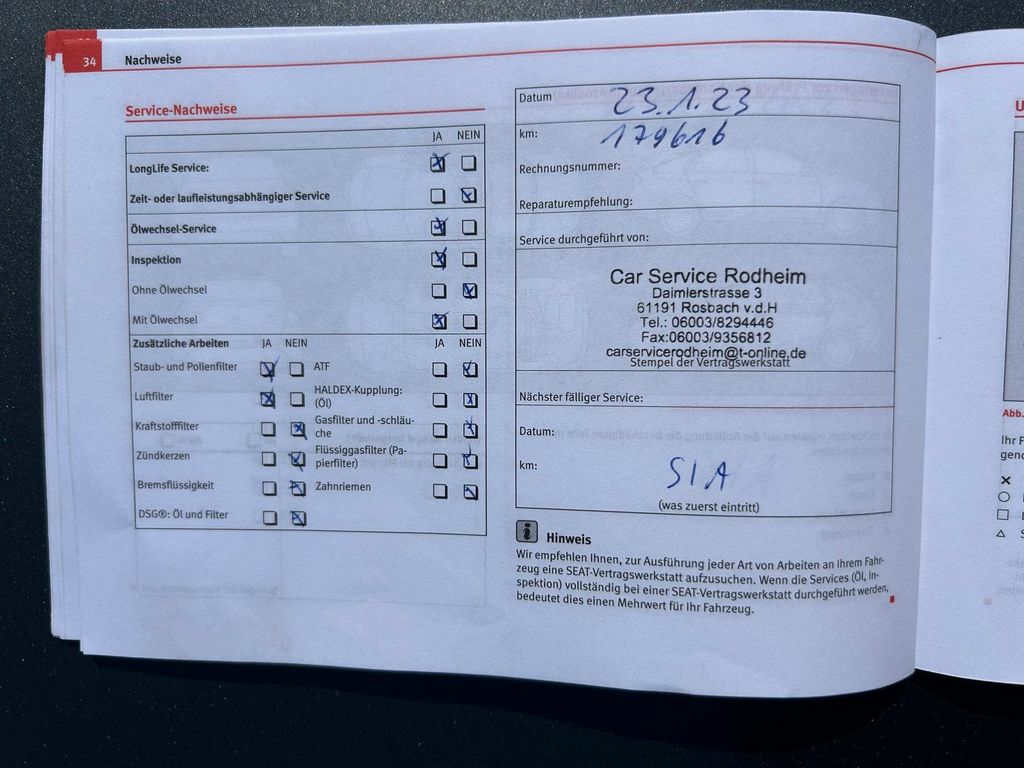 34 Nachweise
Service-Nachweise
JA NEIN
LongLife Service:
Zeit- oder laufleistungsabhängiger Service
Ölwechsel-Service
Inspektion
Ohne Ölwechsel
Mit Ölwechsel
Zusätzliche Arbeiten JA NEIN JA NEIN
Staub- und Pollenfilter ATF
Luftfilter HALDEX-Kupplung:
(Öl)
Kraftstofffilter Gasfilter und -schläu-
che
Zündkerzen Flüssiggasfilter (Pa-
pierfilter)
Bremsflüssigkeit Zahnriemen
DSG®: Öl und Filter
Datum 23.1.23
km: 179616
Rechnungsnummer:
Reparaturempfehlung:
Service durchgeführt von:
Car Service Rodheim
Daimlerstrasse 3
61191 Rosbach v.d.H
Tel.: 06003/8294446
Fax:06003/9356812
carservicerodheim@t-online.de
Stempel der Vertragswerkstatt
Nächster fälliger Service:
Datum:
km: SIA
(was zuerst eintritt)
i Hinweis
Wir empfehlen Ihnen, zur Ausführung jeder Art von Arbeiten an Ihrem Fahr-
zeug eine SEAT-Vertragswerkstatt aufzusuchen. Wenn die Services (Öl, In-
spektion) vollständig bei einer SEAT-Vertragswerkstatt durchgeführt werden,
bedeutet dies einen Mehrwert für Ihr Fahrzeug.
Abb.
Ihr F